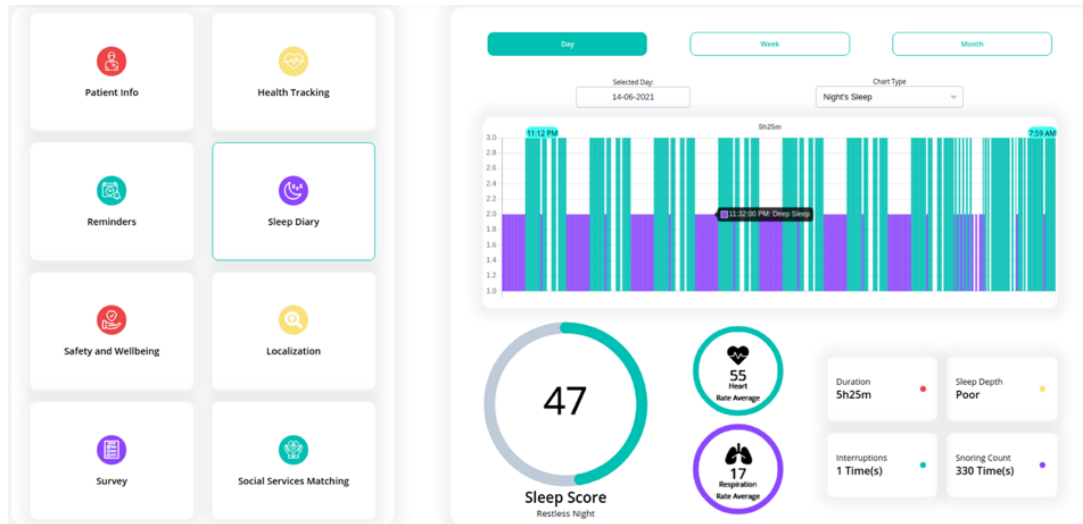 Patient Info
Health Tracking
Reminders
Sleep Diary
Safety and Wellbeing
Localization
Survey
Social Services Matching
Day
Week
Month
Selected Day:
14-06-2021
Chart Type
Night's Sleep
5h25m
11:12 PM
7:59 AM
3.0
2.8
2.6
2.4
2.2
2.0
1.8
1.6
1.4
1.2
1.0
11:32:00 PM: Deep Sleep
47
Sleep Score
Restless Night
55
Heart
Rate Average
17
Respiration
Rate Average
Duration
5h25m
Sleep Depth
Poor
Interruptions
1 Time(s)
Snoring Count
330 Time(s)